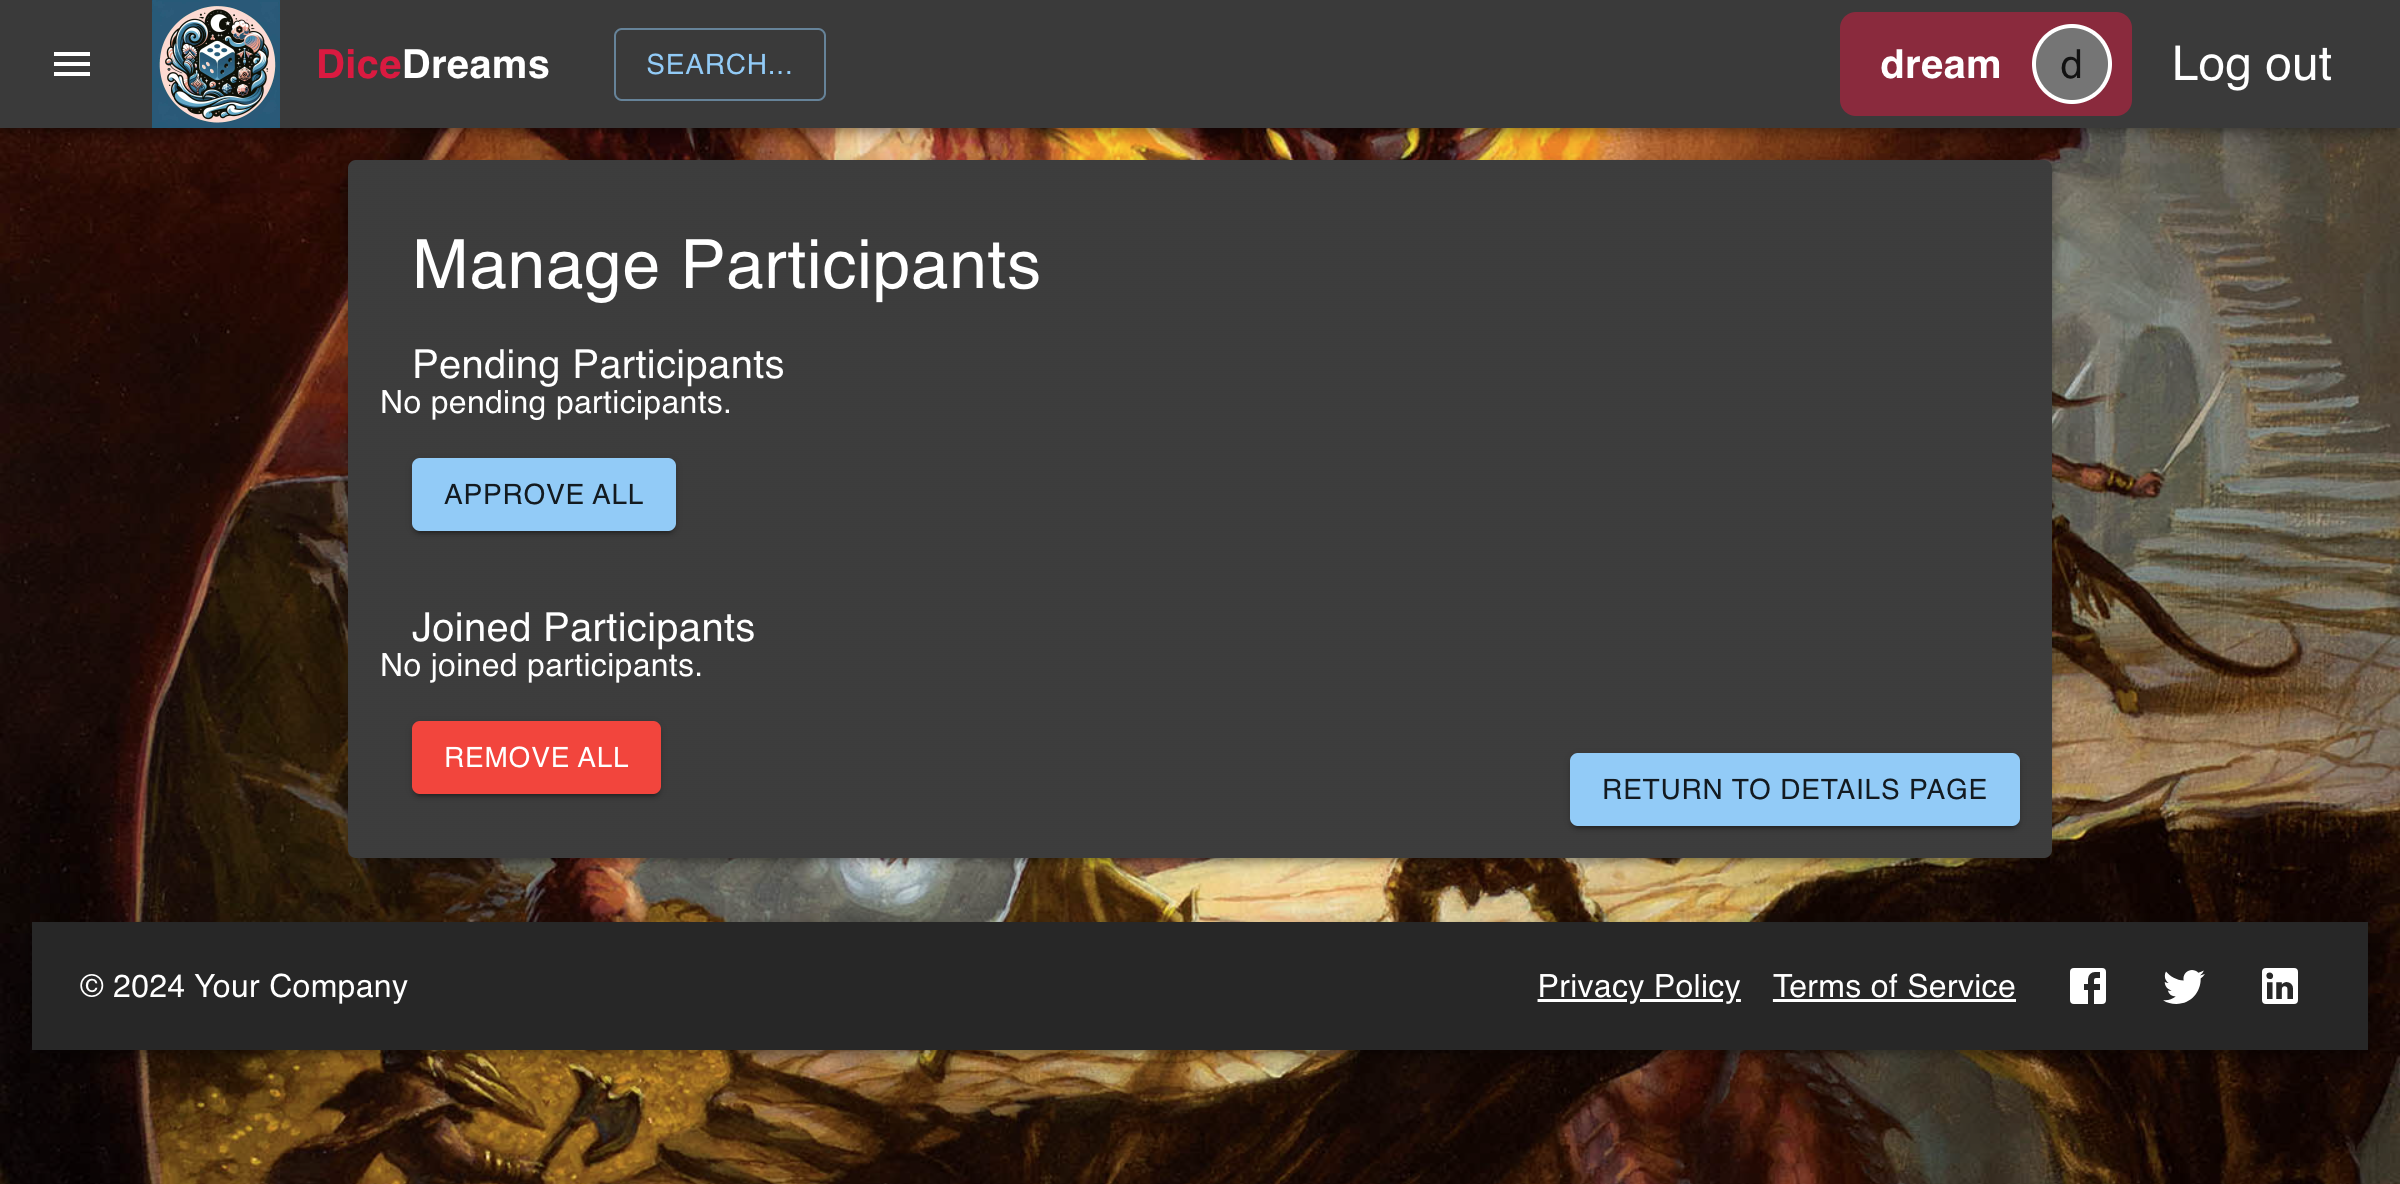 DiceDreams
SEARCH...
dream
d
Log out
Manage Participants
Pending Participants
No pending participants.
APPROVE ALL
Joined Participants
No joined participants.
REMOVE ALL
RETURN TO DETAILS PAGE
© 2024 Your Company
Privacy Policy
Terms of Service